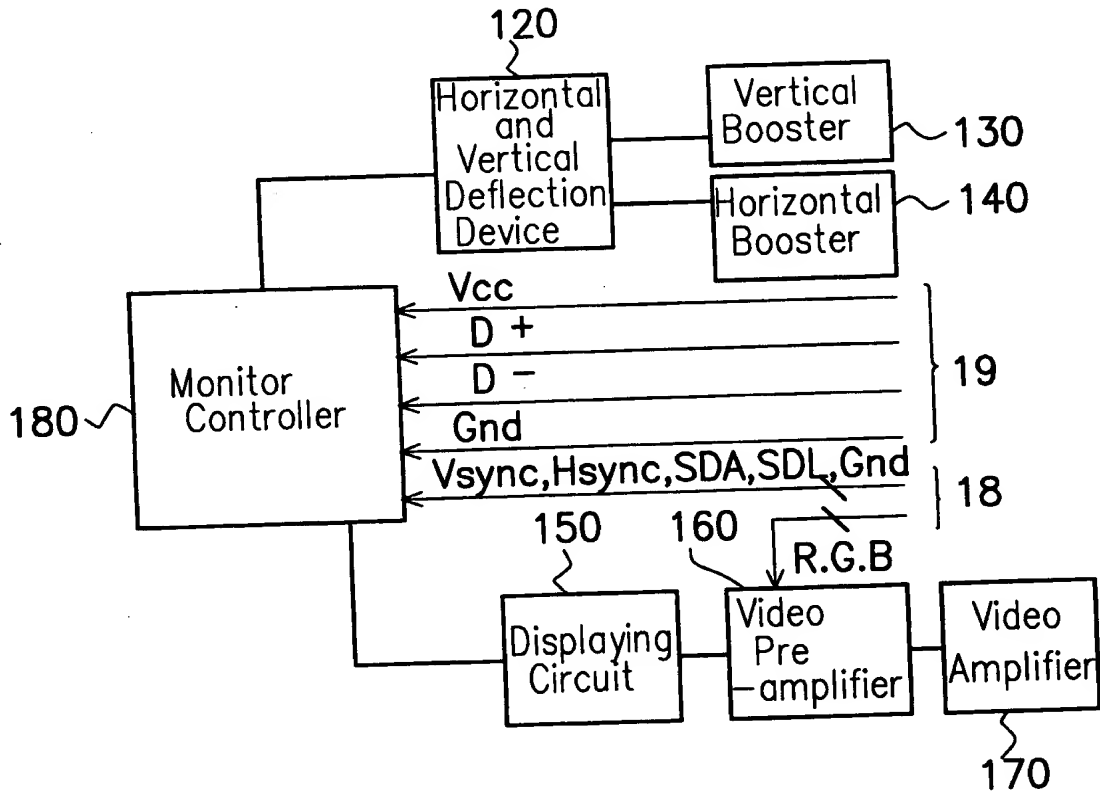 120
Horizontal
and
Vertical
Deflection
Device
Vertical
Booster
130
Horizontal
Booster
140
Vcc
D +
D -
Gnd
19
Monitor
Controller
180
Vsync,Hsync,SDA,SDL,Gnd
18
R.G.B
150
160
Displaying
Circuit
Video
Pre
-amplifier
Video
Amplifier
170